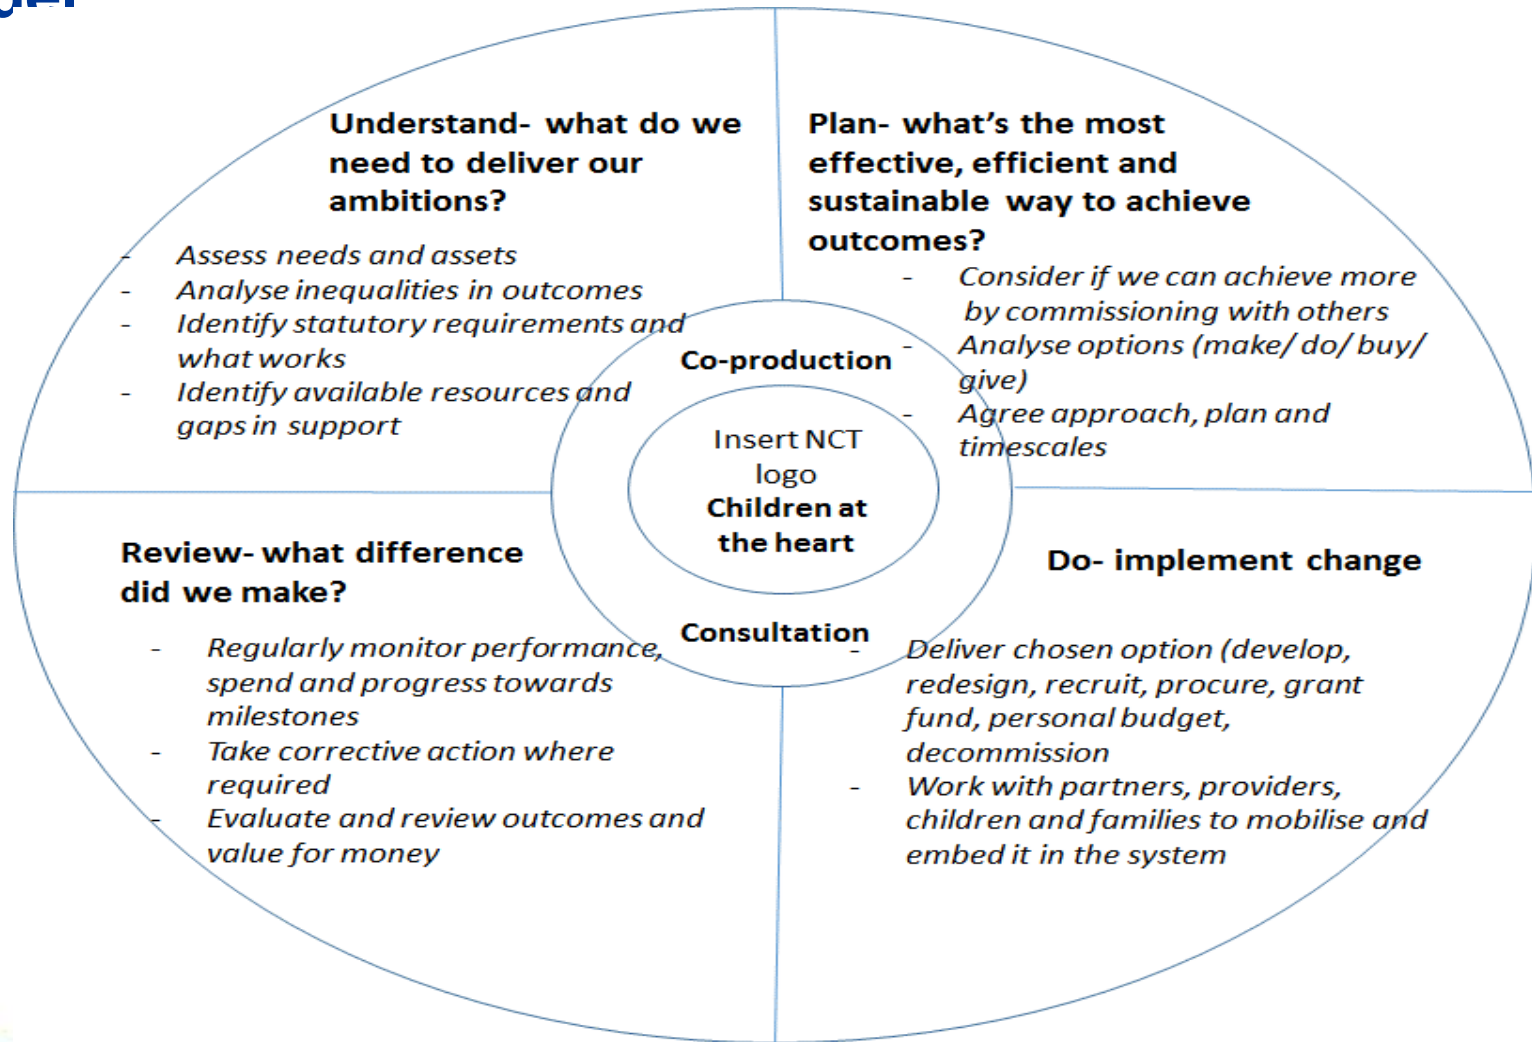 Understand- what do we
need to deliver our
ambitions?
- Assess needs and assets
- Analyse inequalities in outcomes
- Identify statutory requirements and
what works
- Identify available resources and
gaps in support
Plan- what's the most
effective, efficient and
sustainable way to achieve
outcomes?
- Consider if we can achieve more
by commissioning with others
- Analyse options (make/ do/ buy/
give)
- Agree approach, plan and
timescales
Co-production
Insert NCT
logo
Children at
the heart
Consultation
Review- what difference
did we make?
- Regularly monitor performance,
spend and progress towards
milestones
- Take corrective action where
required
- Evaluate and review outcomes and
value for money
Do- implement change
- Deliver chosen option (develop,
redesign, recruit, procure, grant
fund, personal budget,
decommission
- Work with partners, providers,
children and families to mobilise and
embed it in the system